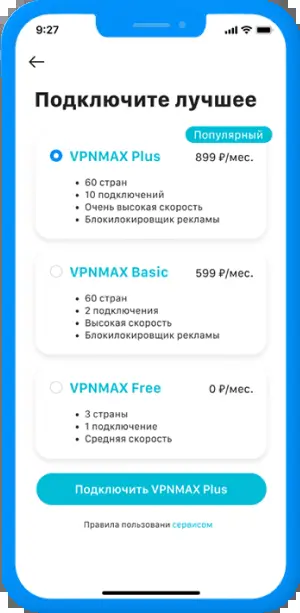 9:27
Подключите лучшее
Популярный
VPNMAX Plus 899 ₽/мес.
• 60 стран
• 10 подключений
• Очень высокая скорость
• Блокилокировщик рекламы
VPNMAX Basic 599 ₽/мес.
• 60 стран
• 2 подключения
• Высокая скорость
• Блокилокировщик рекламы
VPNMAX Free 0 ₽/мес.
• 3 страны
• 1 подключение
• Средняя скорость
Подключить VPNMAX Plus
Правила пользовани сервисом